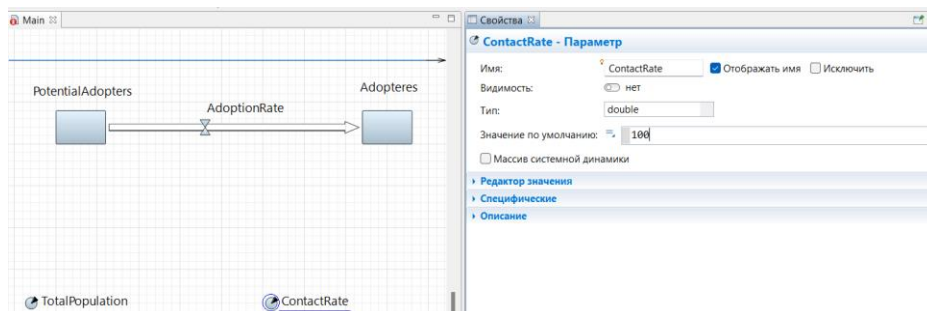 Main
PotentialAdopters
AdoptionRate
Adopteres
TotalPopulation
ContactRate
Свойства
ContactRate - Параметр
Имя: ContactRate Отображать имя Исключить
Видимость: нет
Тип: double
Значение по умолчанию: 100
Массив системной динамики
Редактор значения
Специфические
Описание